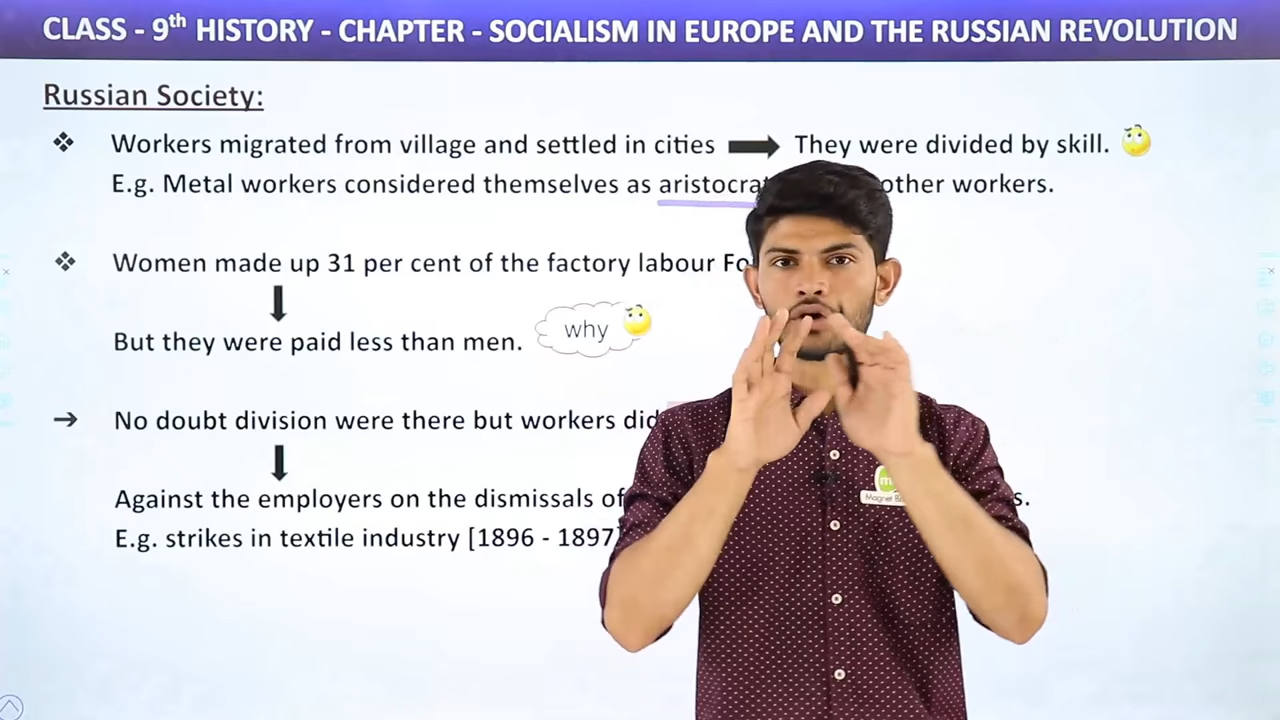 CLASS - 9th HISTORY - CHAPTER - SOCIALISM IN EUROPE AND THE RUSSIAN REVOLUTION
Russian Society:
Workers migrated from village and settled in cities ➡ They were divided by skill.
E.g. Metal workers considered themselves as other workers.
Women made up 31 per cent of the factory labour
But they were paid less than men.
why
→ No doubt division were there but workers did
Against the employers on the dismissals of
E.g. strikes in textile industry [1896 - 1897
Magnet